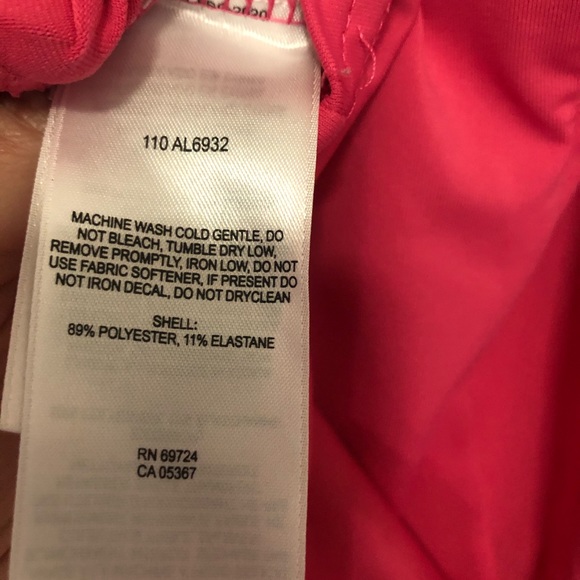 110 AL6932
MACHINE WASH COLD GENTLE, DO
NOT BLEACH, TUMBLE DRY LOW,
REMOVE PROMPTLY, IRON LOW, DO NOT
USE FABRIC SOFTENER, IF PRESENT DO
NOT IRON DECAL, DO NOT DRYCLEAN
SHELL:
89% POLYESTER, 11% ELASTANE
RN 69724
CA 05367